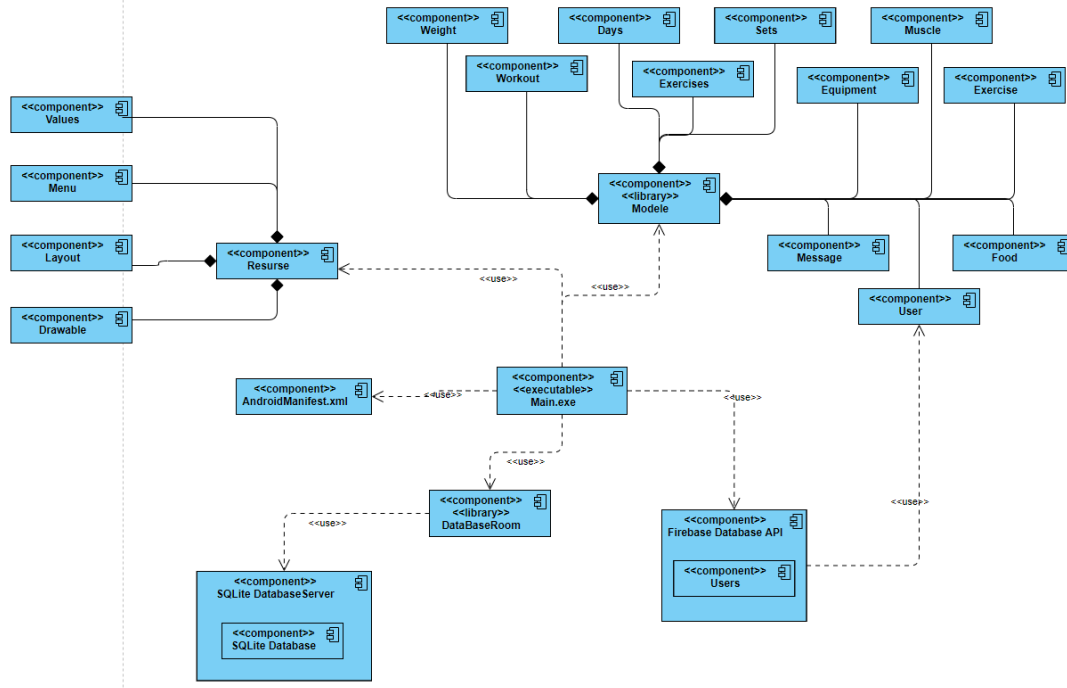 <<component>>
Weight
<<component>>
Days
<<component>>
Sets
<<component>>
Muscle
<<component>>
Workout
<<component>>
Exercises
<<component>>
Equipment
<<component>>
Exercise
<<component>>
Values
<<component>>
Menu
<<component>>
<<library>>
Modele
<<component>>
Layout
<<component>>
Resurse
<<component>>
Message
<<component>>
Food
<<use>>
<<use>>
<<component>>
User
<<component>>
Drawable
<<component>>
AndroidManifest.xml
<<use>>
<<component>>
<<executable>>
Main.exe
<<use>>
<<use>>
<<component>>
<<library>>
DataBaseRoom
<<use>>
<<use>>
<<component>>
Firebase Database API
<<component>>
Users
<<component>>
SQLite DatabaseServer
<<component>>
SQLite Database